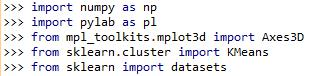 >>> import numpy as np
>>> import pylab as pl
>>> from mpl_toolkits.mplot3d import Axes3D
>>> from sklearn.cluster import KMeans
>>> from sklearn import datasets